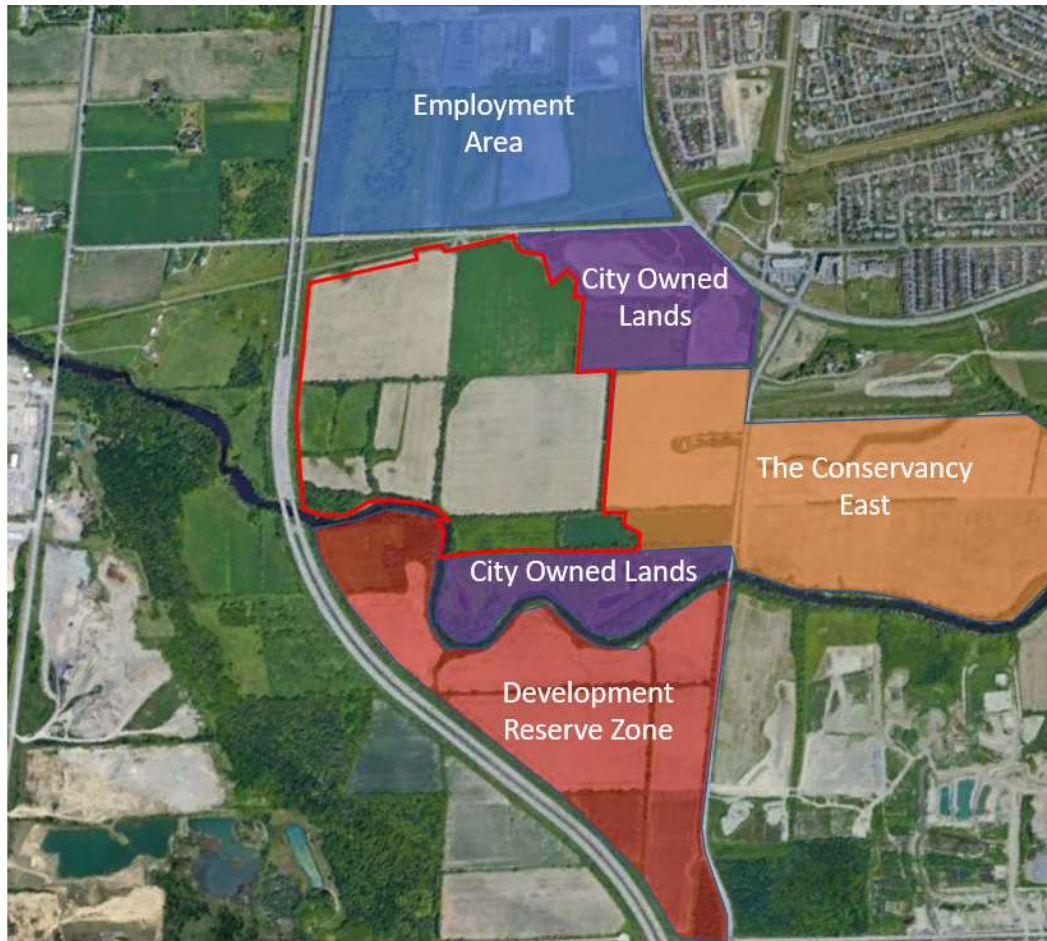 Employment
Area
City Owned
Lands
The Conservancy
East
City Owned Lands
Development
Reserve Zone